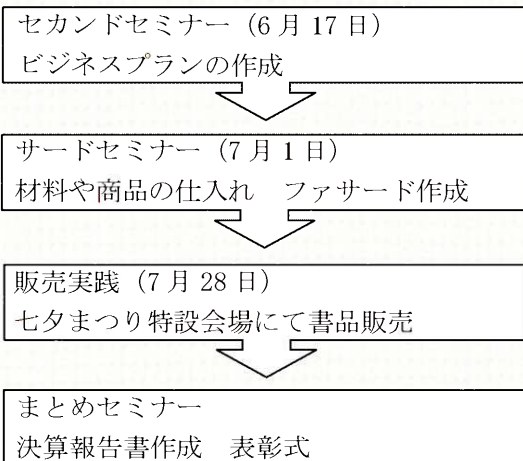 セカンドセミナー（6月17日）
ビジネスプランの作成
サードセミナー（7月1日）
材料や商品の仕入れ　ファサード作成
販売実践（7月28日）
七夕まつり特設会場にて書品販売
まとめセミナー
決算報告書作成　表彰式